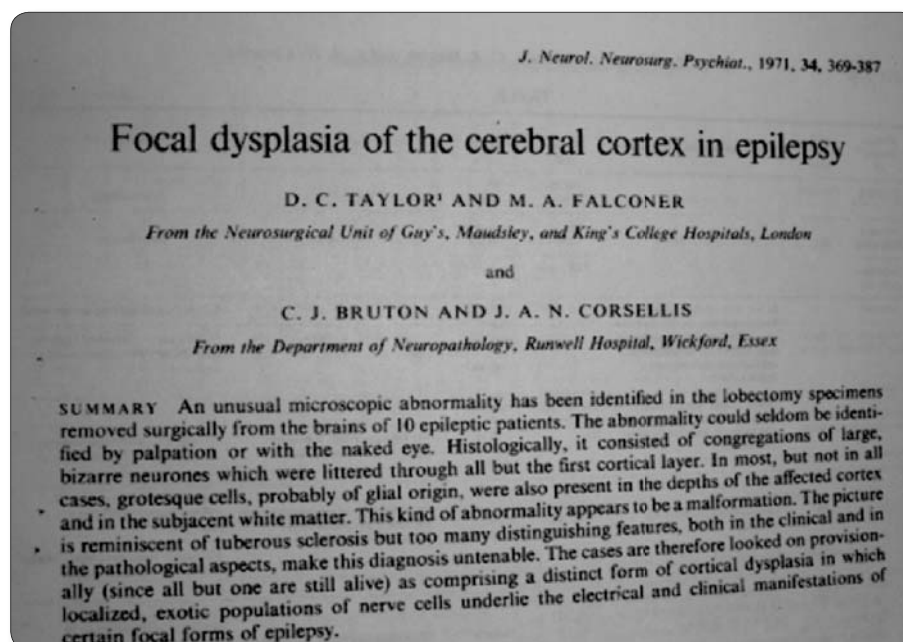 J. Neurol. Neurosurg. Psychiat., 1971, 34, 369-387
Focal dysplasia of the cerebral cortex in epilepsy
D. C. TAYLOR¹ AND M. A. FALCONER
From the Neurosurgical Unit of Guy's, Maudsley, and King's College Hospitals, London
and
C. J. BRUTON AND J. A. N. CORSELLIS
From the Department of Neuropathology, Runwell Hospital, Wickford, Essex
SUMMARY An unusual microscopic abnormality has been identified in the lobectomy specimens
removed surgically from the brains of 10 epileptic patients. The abnormality could seldom be identi-
fied by palpation or with the naked eye. Histologically, it consisted of congregations of large,
bizarre neurones which were littered through all but the first cortical layer. In most, but not in all
cases, grotesque cells, probably of glial origin, were also present in the depths of the affected cortex
and in the subjacent white matter. This kind of abnormality appears to be a malformation. The picture
is reminiscent of tuberous sclerosis but too many distinguishing features, both in the clinical and in
the pathological aspects, make this diagnosis untenable. The cases are therefore looked on provision-
ally (since all but one are still alive) as comprising a distinct form of cortical dysplasia in which
localized, exotic populations of nerve cells underlie the electrical and clinical manifestations of
certain focal forms of epilepsy.